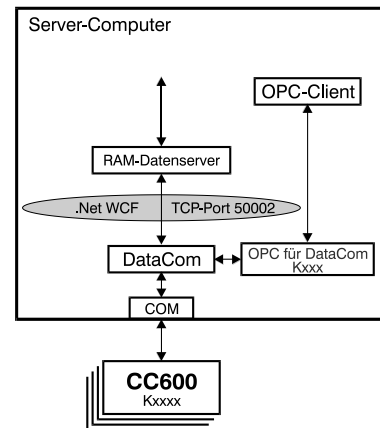 Server-Computer
OPC-Client
RAM-Datenserver
.Net WCF TCP-Port 50002
DataCom
OPC für DataCom
Kxxx
COM
CC600
Kxxxx